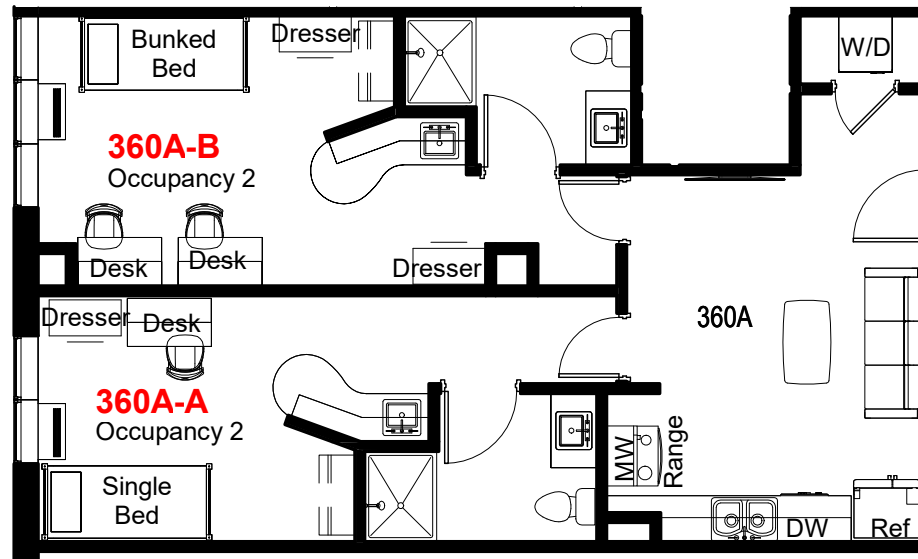 Bunked
Bed
Dresser
W/D
360A-B
Occupancy 2
Desk
Desk
Dresser
Dresser
Desk
360A
360A-A
Occupancy 2
MW
Range
Single
Bed
DW
Ref